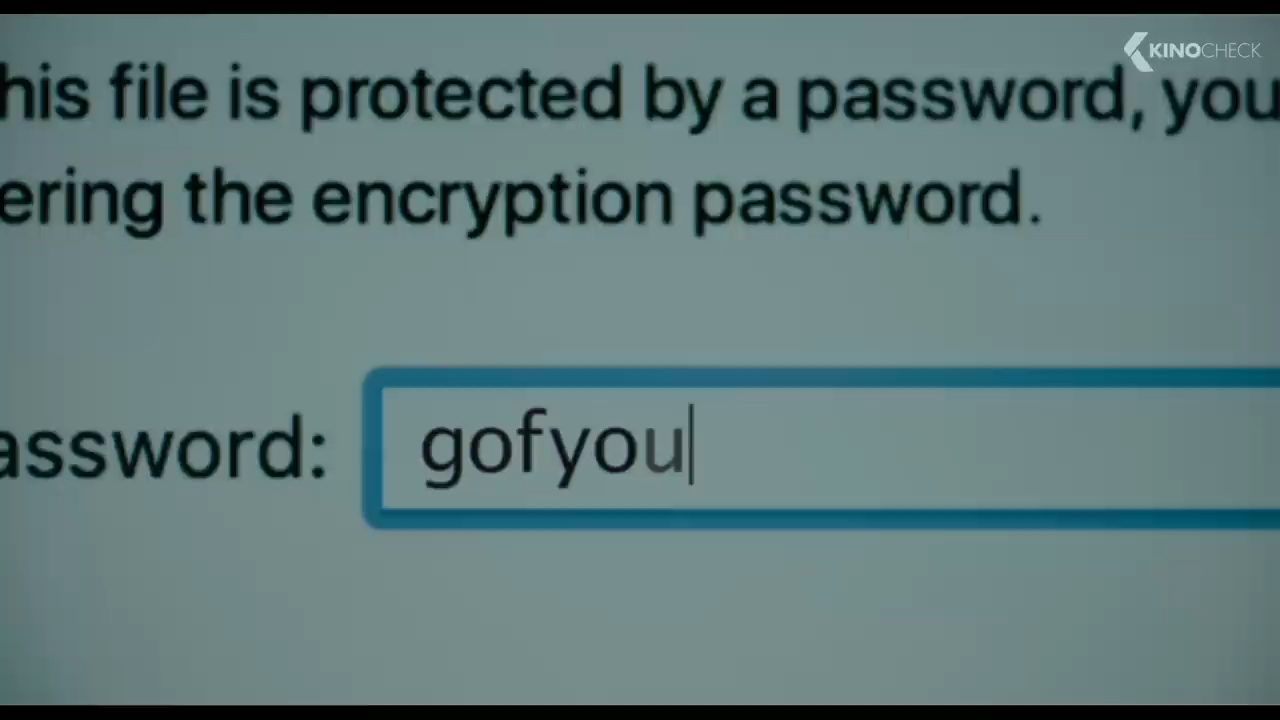 KINOCHECK
his file is protected by a password, you
ering the encryption password.
assword: gofyou